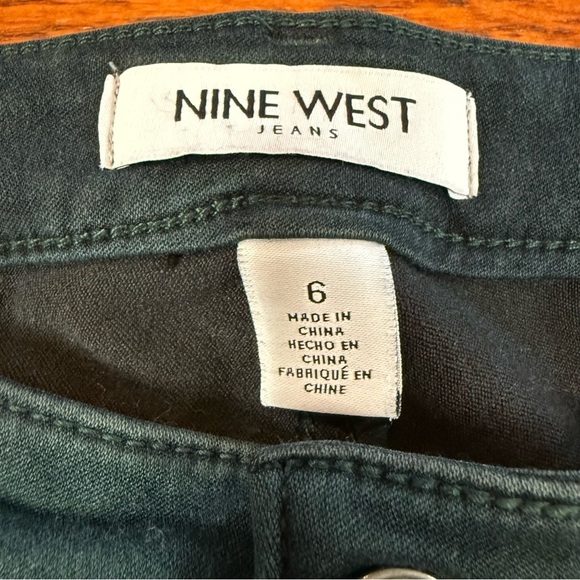 NINE WEST
JEANS
6
MADE IN
CHINA
HECHO EN
CHINA
FABRIQUÉ EN
CHINE